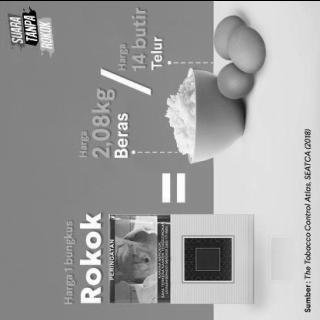 SUARA
TANPA
ROKOK
Harga 1 bungkus
Rokok
PERINGATAN
=
Harga
2,08kg
Beras
/
Harga
14 butir
Telur
Sumber : The Tobacco Control Atlas, SEATCA (2018)